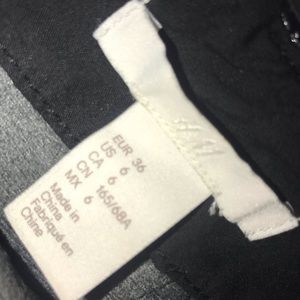 H&M
EUR 36
US 6
CA 6
CN 165/68A
MX 6
Made in
China
Fabriqué en
Chine